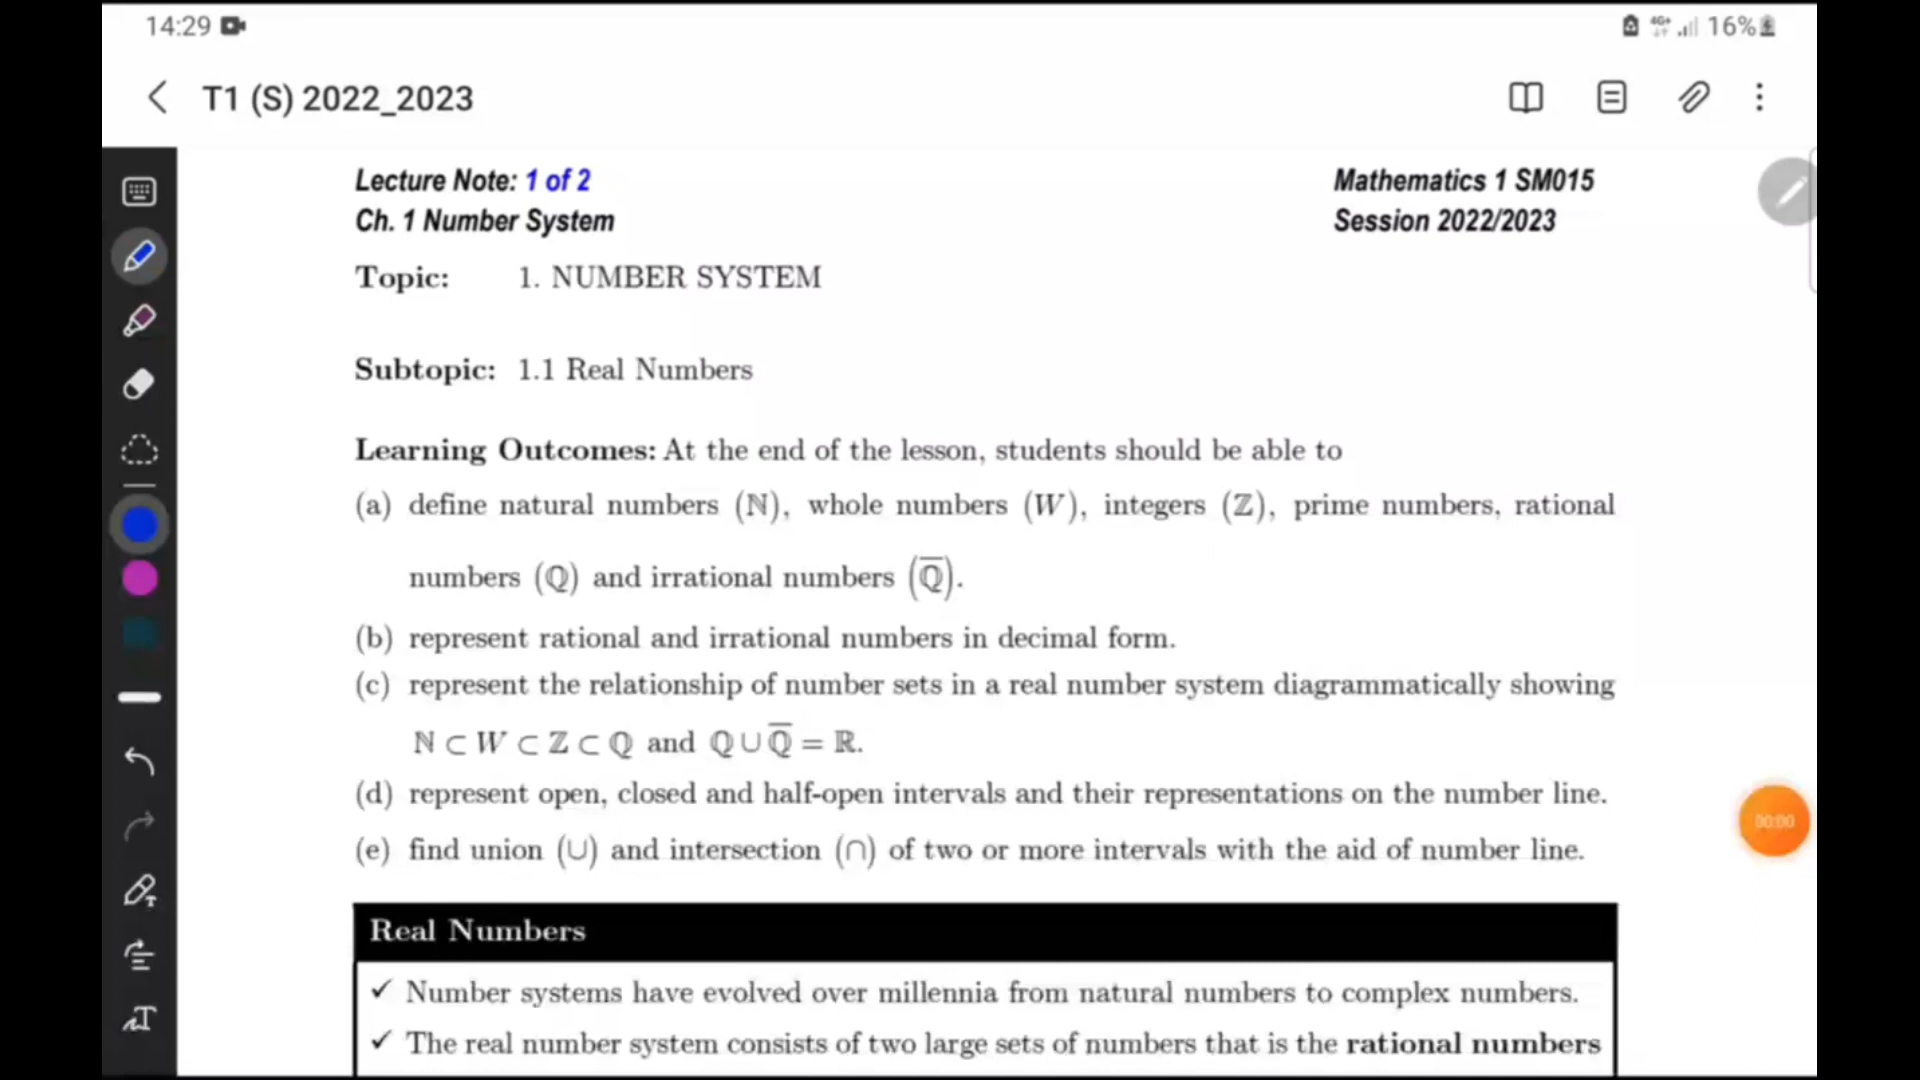 14:29
4G+ 16%
T1 (S) 2022_2023
Lecture Note: 1 of 2
Mathematics 1 SM015
Ch. 1 Number System
Session 2022/2023
Topic: 1. NUMBER SYSTEM
Subtopic: 1.1 Real Numbers
Learning Outcomes: At the end of the lesson, students should be able to
(a) define natural numbers (ℕ), whole numbers (W), integers (ℤ), prime numbers, rational
numbers (ℚ) and irrational numbers (ℚ̅).
(b) represent rational and irrational numbers in decimal form.
(c) represent the relationship of number sets in a real number system diagrammatically showing
ℕ ⊂ W ⊂ ℤ ⊂ ℚ and ℚ ∪ ℚ̅ = ℝ.
(d) represent open, closed and half-open intervals and their representations on the number line.
(e) find union (∪) and intersection (∩) of two or more intervals with the aid of number line.
00:00
Real Numbers
✓ Number systems have evolved over millennia from natural numbers to complex numbers.
✓ The real number system consists of two large sets of numbers that is the rational numbers